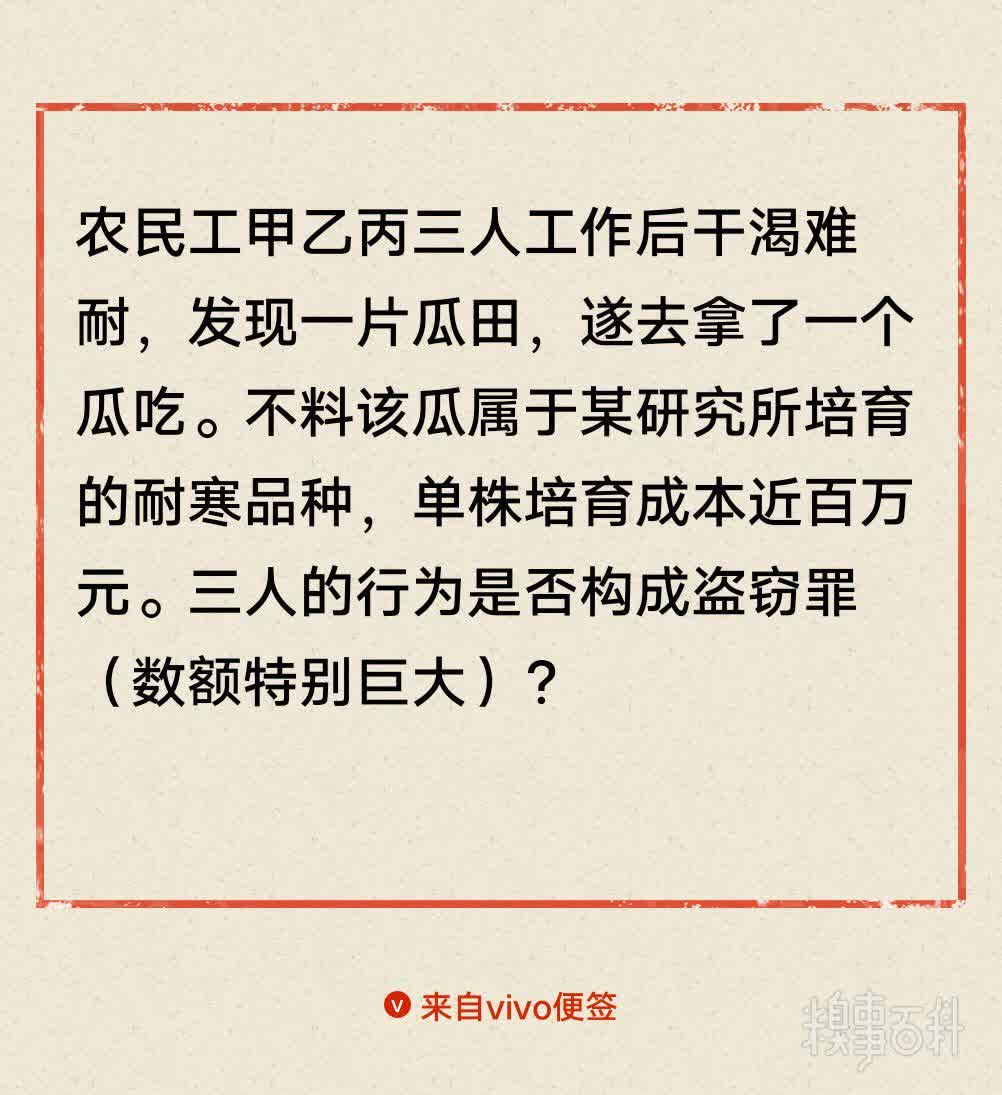 农民工甲乙丙三人工作后干渴难
耐，发现一片瓜田，遂去拿了一个
瓜吃。不料该瓜属于某研究所培育
的耐寒品种，单株培育成本近百万
元。三人的行为是否构成盗窃罪
（数额特别巨大）？
v 来自vivo便签
糗事百科